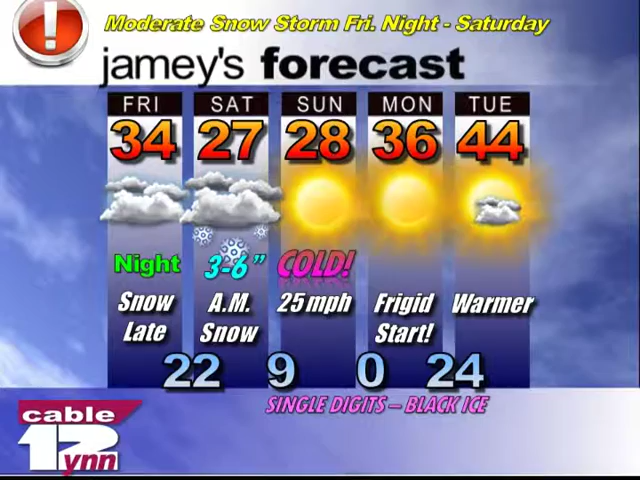 !
Moderate Snow Storm Fri. Night - Saturday
jamey's forecast
FRI SAT SUN MON TUE
34 27 28 36 44
Night 3-6" COLD!
Snow Late A.M. Snow 25 mph Frigid Start! Warmer
22 9 0 24
SINGLE DIGITS – BLACK ICE
cable
12
Lynn